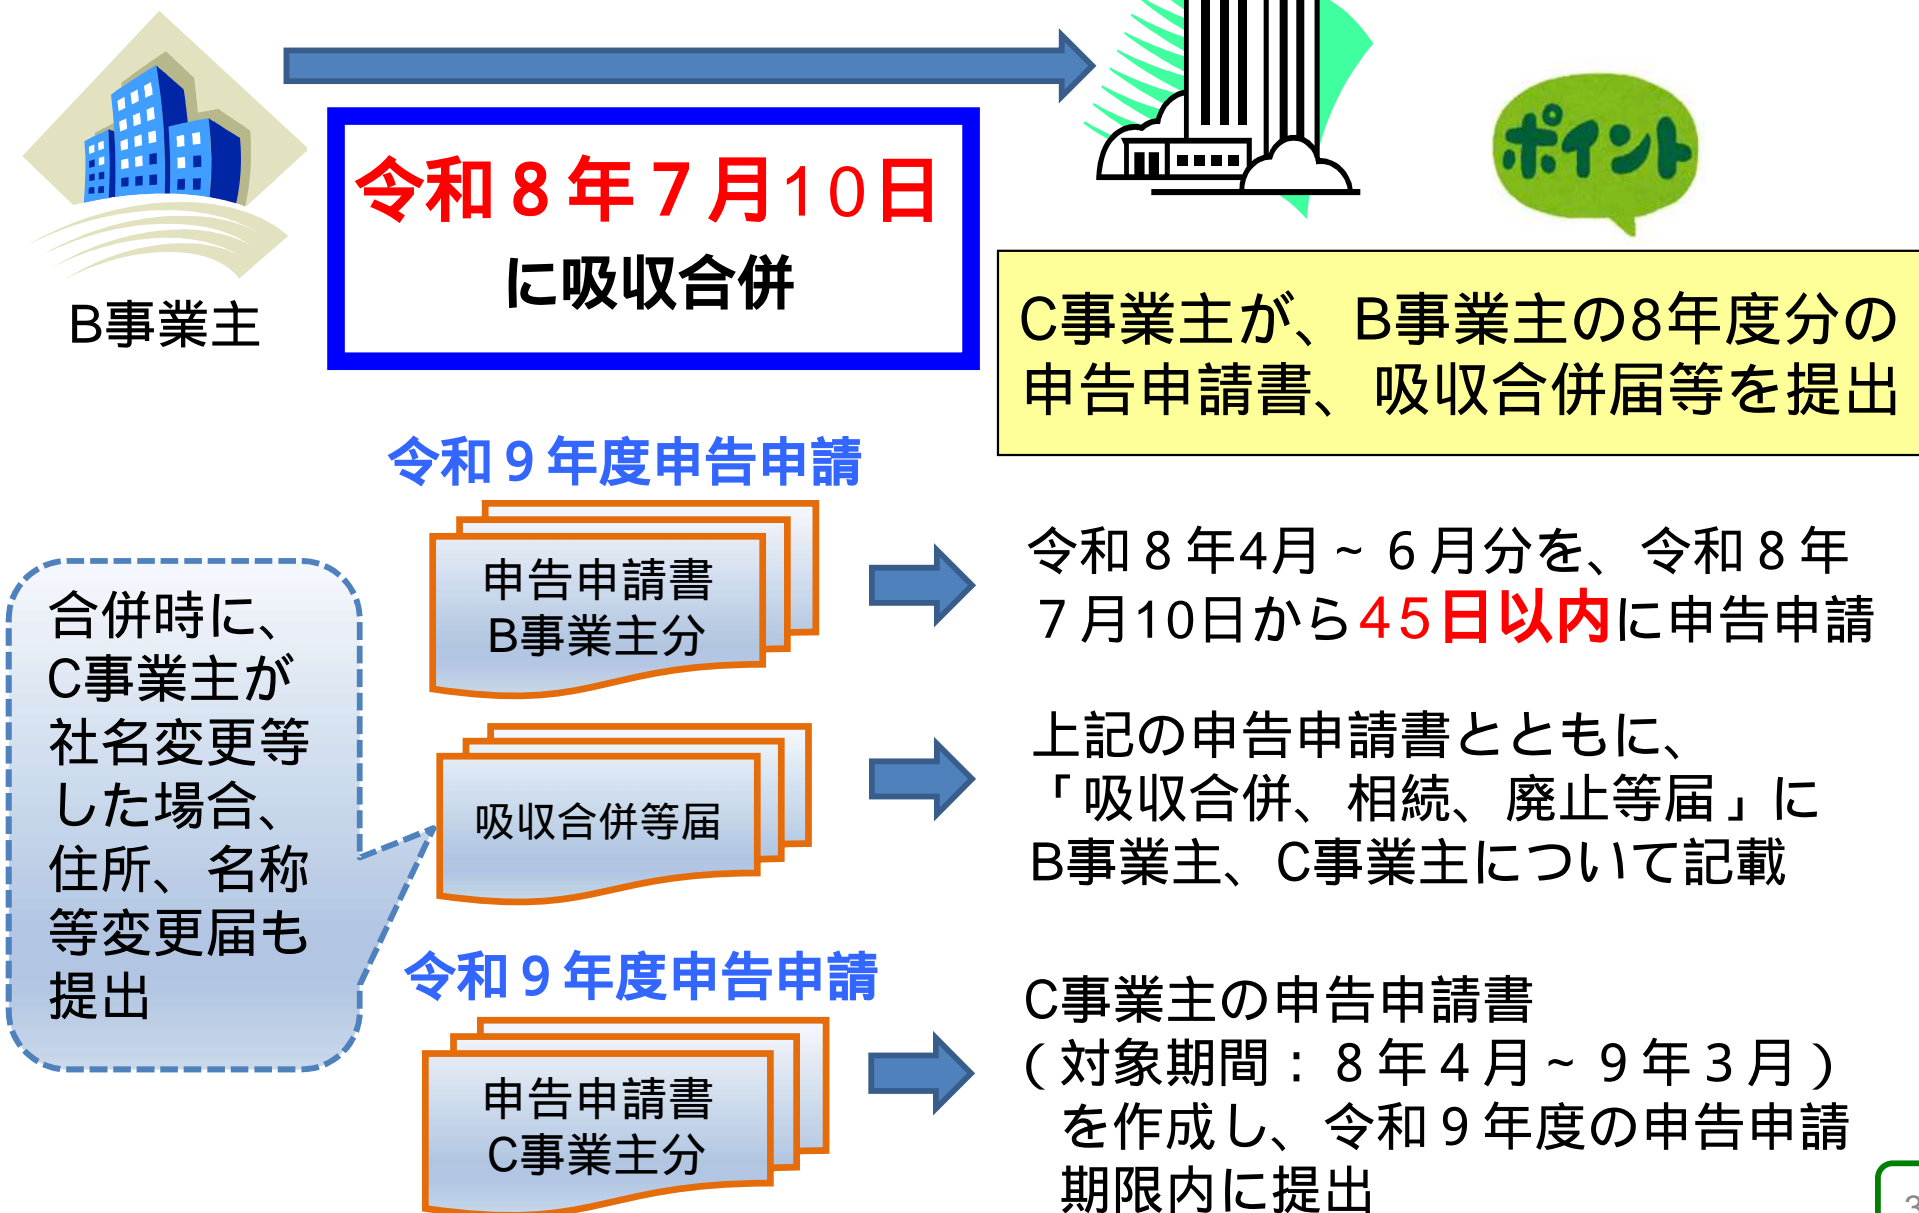 令和８年７月10日
に吸収合併
B事業主
ポイント
C事業主が、B事業主の8年度分の
申告申請書、吸収合併届等を提出
令和９年度申告申請
申告申請書
B事業主分
令和８年4月～６月分を、令和８年
７月10日から45日以内に申告申請
合併時に、
C事業主が
社名変更等
した場合、
住所、名称
等変更届も
提出
吸収合併等届
上記の申告申請書とともに、
「吸収合併、相続、廃止等届」に
B事業主、C事業主について記載
令和９年度申告申請
申告申請書
C事業主分
C事業主の申告申請書
（対象期間：８年４月～９年３月）
を作成し、令和９年度の申告申請
期限内に提出